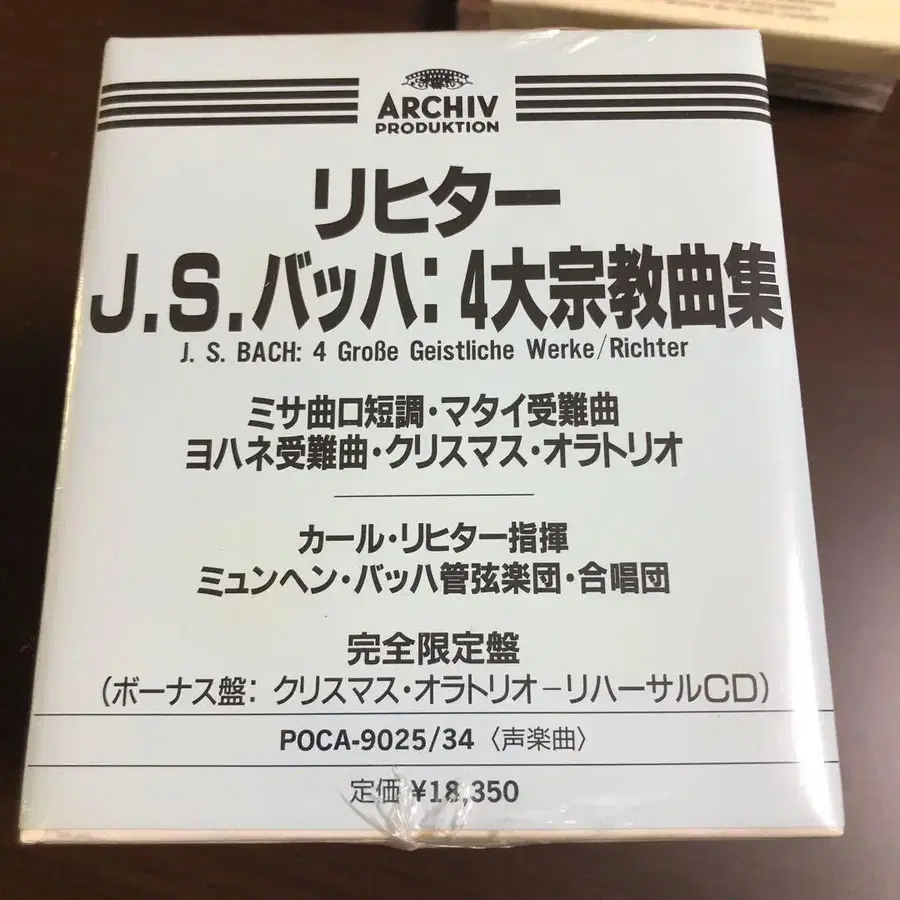 ARCHIV
PRODUKTION
リヒター
J.S.バッハ：4大宗教曲集
J. S. BACH: 4 Große Geistliche Werke/Richter
ミサ曲ロ短調・マタイ受難曲
ヨハネ受難曲・クリスマス・オラトリオ
カール・リヒター指揮
ミュンヘン・バッハ管弦楽団・合唱団
完全限定盤
（ボーナス盤：クリスマス・オラトリオ－リハーサルCD）
POCA-9025/34〈声楽曲〉
定価 ¥18,350